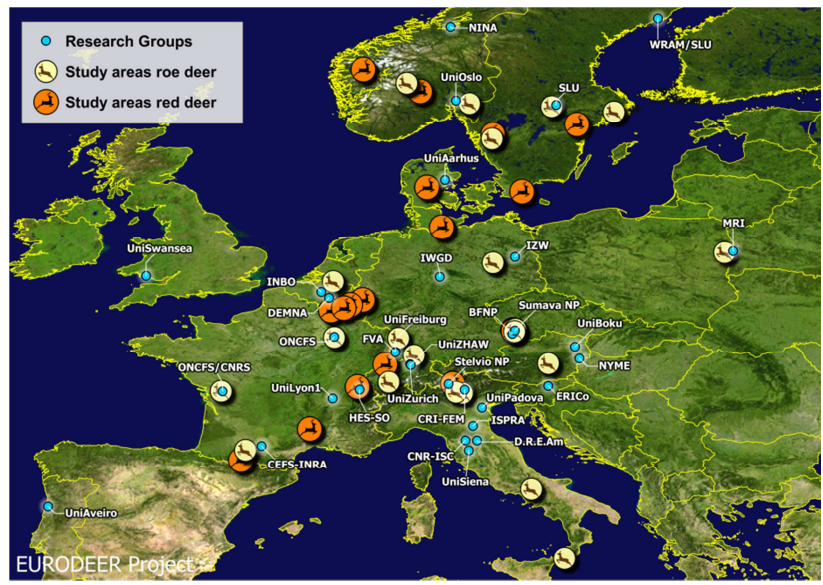 Research Groups
Study areas roe deer
Study areas red deer
NINA
WRAM/SLU
UniOslo
SLU
UniAarhus
MRI
UniSwansea
IWGD
IZW
INBO
DEMNA
BFNP
Sumava NP
UniFreiburg
UniBoku
ONCFS
FVA
UniZHAW
Stelvio NP
NYME
ONCFS/CNRS
UniLyon1
UniZurich
UniPadova
ERICo
HES-SO
CRI-FEM
ISPRA
D.R.E.Am
CNR-ISC
CEFS-INRA
UniSiena
UniAveiro
EURODEER Project